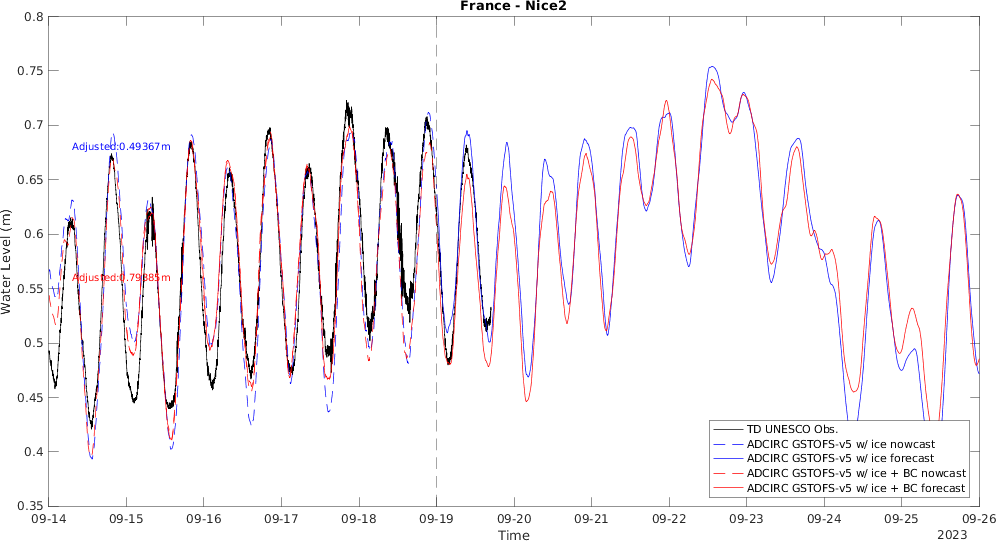 France - Nice2
0.8
0.75
0.7
0.65
0.6
0.55
0.5
0.45
0.4
0.35
Water Level (m)
Adjusted:0.49367m
Adjusted:0.79885m
TD UNESCO Obs.
ADCIRC GSTOFS-v5 w/ ice nowcast
ADCIRC GSTOFS-v5 w/ ice forecast
ADCIRC GSTOFS-v5 w/ ice + BC nowcast
ADCIRC GSTOFS-v5 w/ ice + BC forecast
09-14 09-15 09-16 09-17 09-18 09-19 09-20 09-21 09-22 09-23 09-24 09-25 09-26
Time
2023